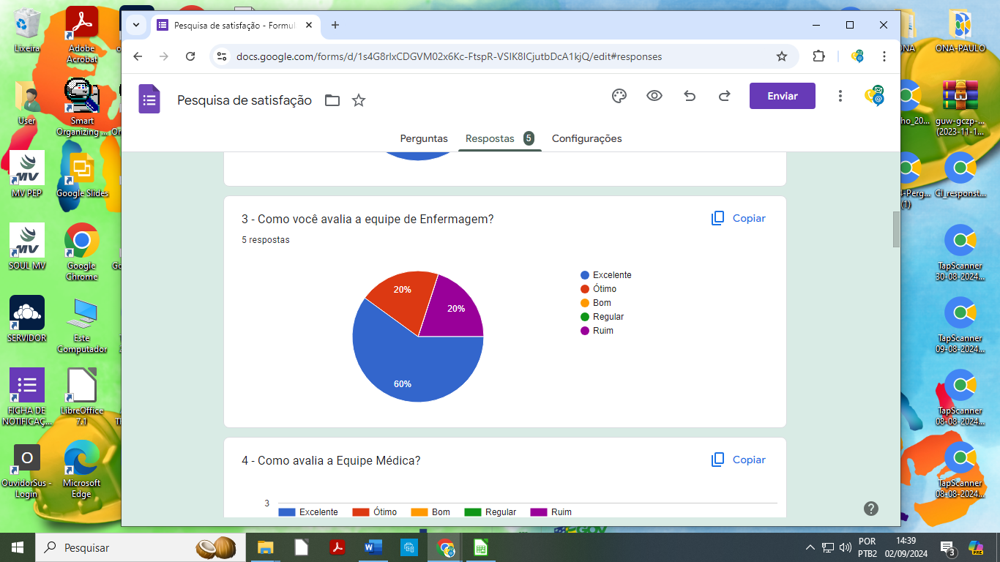 Pesquisa de satisfação - Formul
docs.google.com/forms/d/1s4G8rIxCDGVM02x6Kc-FtspR-VSIK8ICjutbDcA1kjQ/edit#responses
Pesquisa de satisfação
Enviar
Perguntas
Respostas 5
Configurações
3 - Como você avalia a equipe de Enfermagem?
Copiar
5 respostas
20%
20%
60%
Excelente
Ótimo
Bom
Regular
Ruim
4 - Como avalia a Equipe Médica?
Copiar
3
Excelente Ótimo Bom Regular Ruim
Lixeira
Adobe
Acrobat
User
Smart
Organizing ...
MV PEP
Google Slides
SOUL MV
Google
Chrome
SERVIDOR
Este
Computador
FICHA DE
NOTIFICAÇ...
LibreOffice
7.1
OuvidorSus -
Login
Microsoft
Edge
ONA-PAULO
guw-gczp-...
(2023-11-1...
CI_responst...
TapScanner
30-08-2024...
TapScanner
09-08-2024...
TapScanner
08-08-2024...
TapScanner
08-08-2024...
Pesquisar
POR
PTB2
14:39
02/09/2024
3